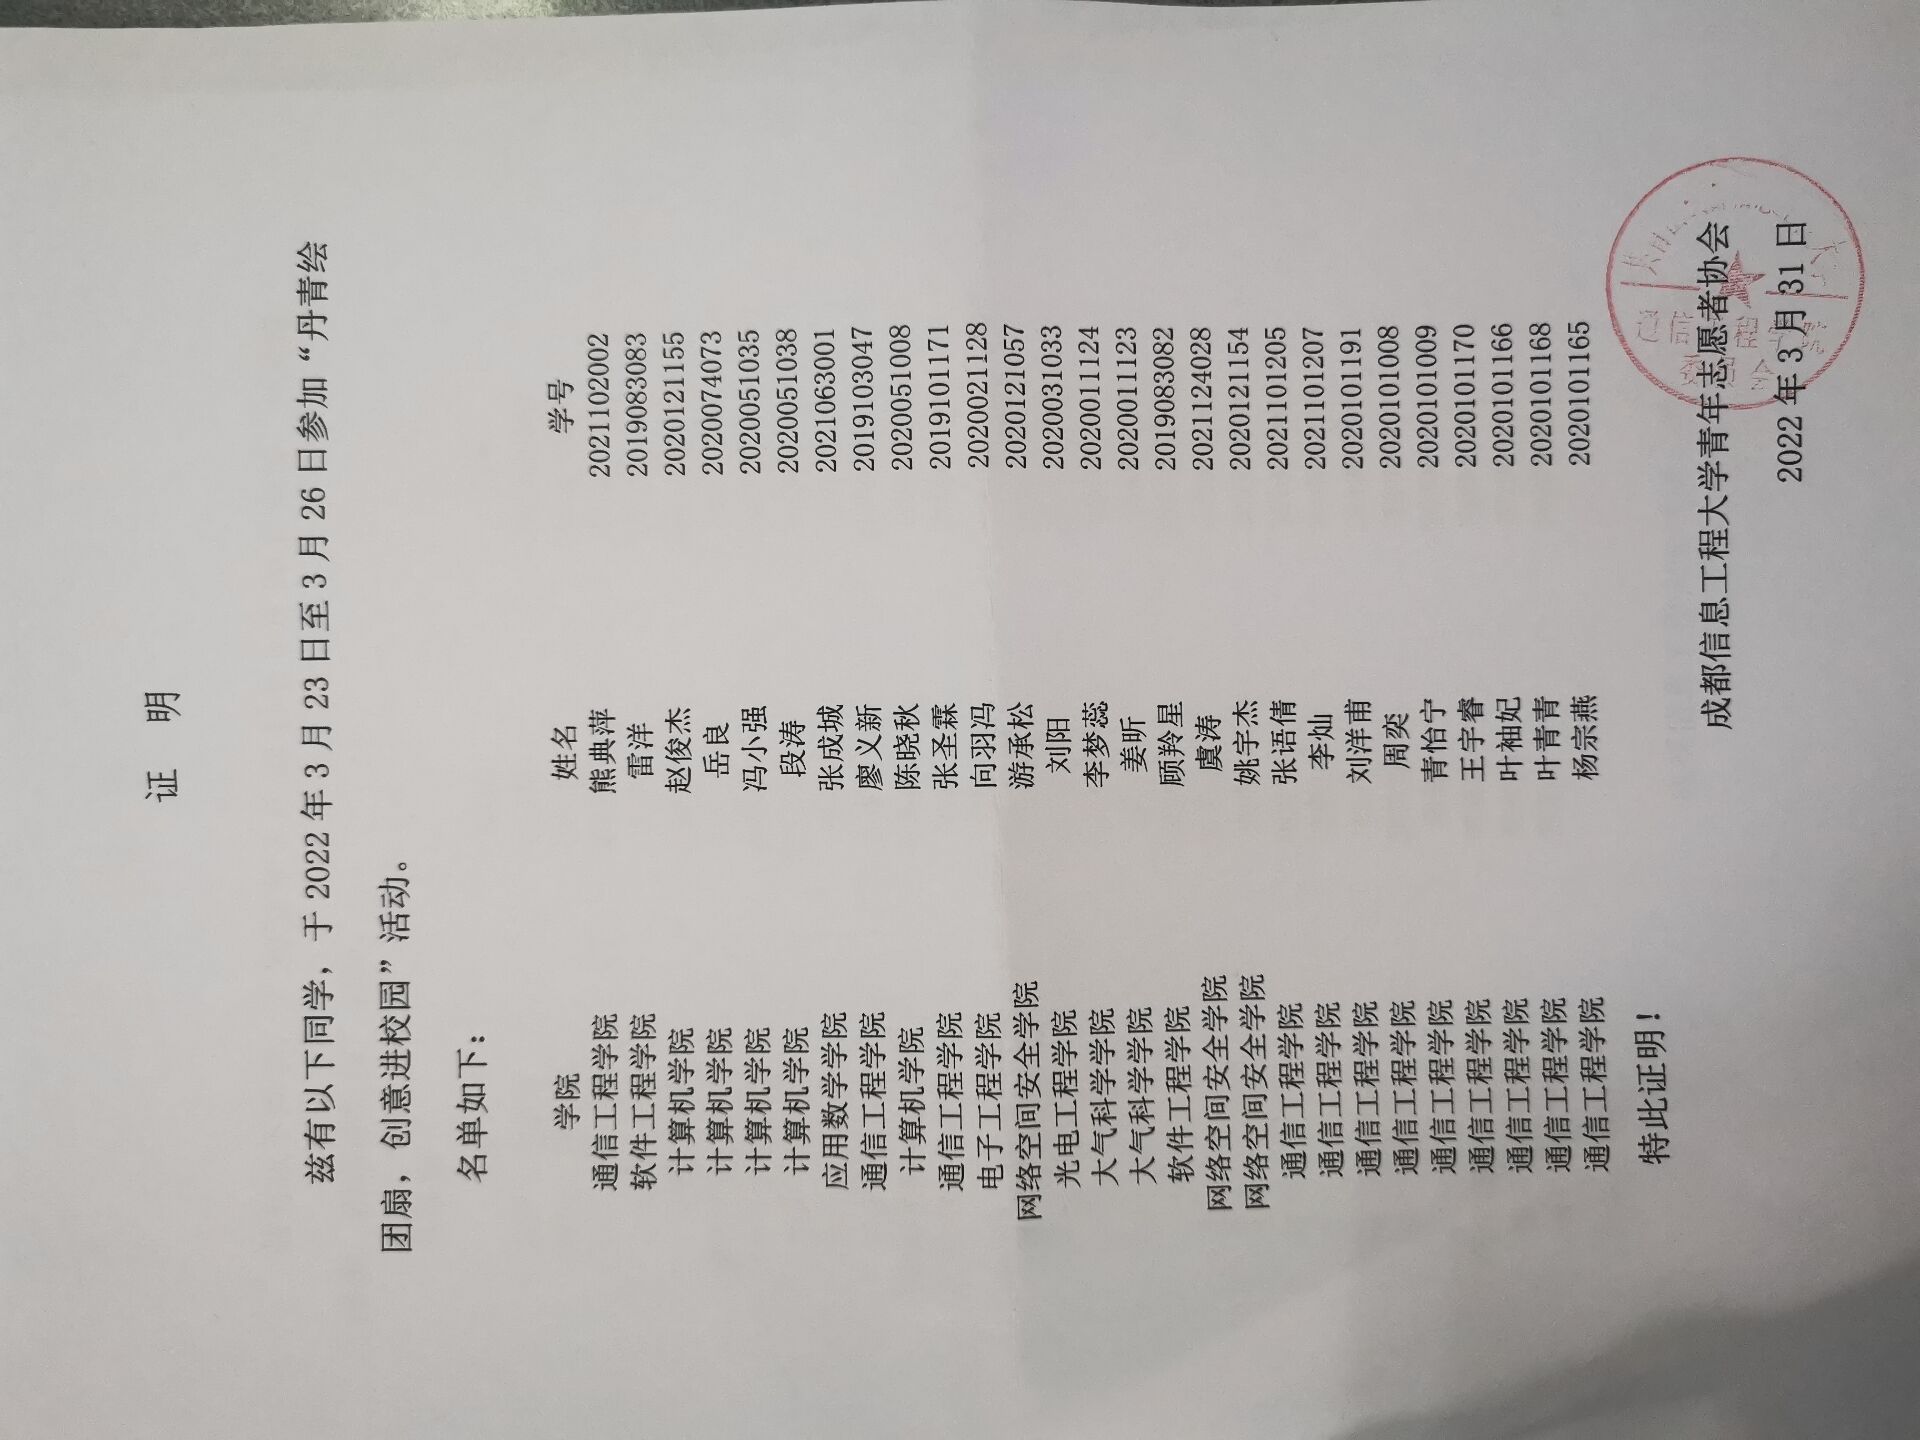 证 明
兹有以下同学，于 2022 年 3 月 23 日至 3 月 26 日参加“丹青绘
团扇，创意进校园”活动。
名单如下：
学院 姓名 学号
通信工程学院 熊典萍 2021102002
软件工程学院 雷洋 2019083083
计算机学院 赵俊杰 2020121155
计算机学院 岳良 2020074073
计算机学院 冯小强 2020051035
计算机学院 段涛 2020051038
应用数学学院 张成城 2021063001
通信工程学院 廖义新 2019103047
计算机学院 陈晓秋 2020051008
通信工程学院 张圣霖 2019101171
电子工程学院 向羽冯 2020021128
网络空间安全学院 游承松 2020121057
光电工程学院 刘阳 2020031033
大气科学学院 李梦蕊 2020011124
大气科学学院 姜昕 2020011123
软件工程学院 顾羚星 2019083082
网络空间安全学院 虞涛 2021124028
网络空间安全学院 姚宇杰 2020121154
通信工程学院 张语倩 2021101205
通信工程学院 李灿 2021101207
通信工程学院 刘洋甫 2020101191
通信工程学院 周奕 2020101008
通信工程学院 青怡宁 2020101009
通信工程学院 王宇睿 2020101170
通信工程学院 叶袖妃 2020101166
通信工程学院 叶青青 2020101168
通信工程学院 杨宗燕 2020101165
特此证明！
成都信息工程大学青年志愿者协会
2022 年 3 月 31 日